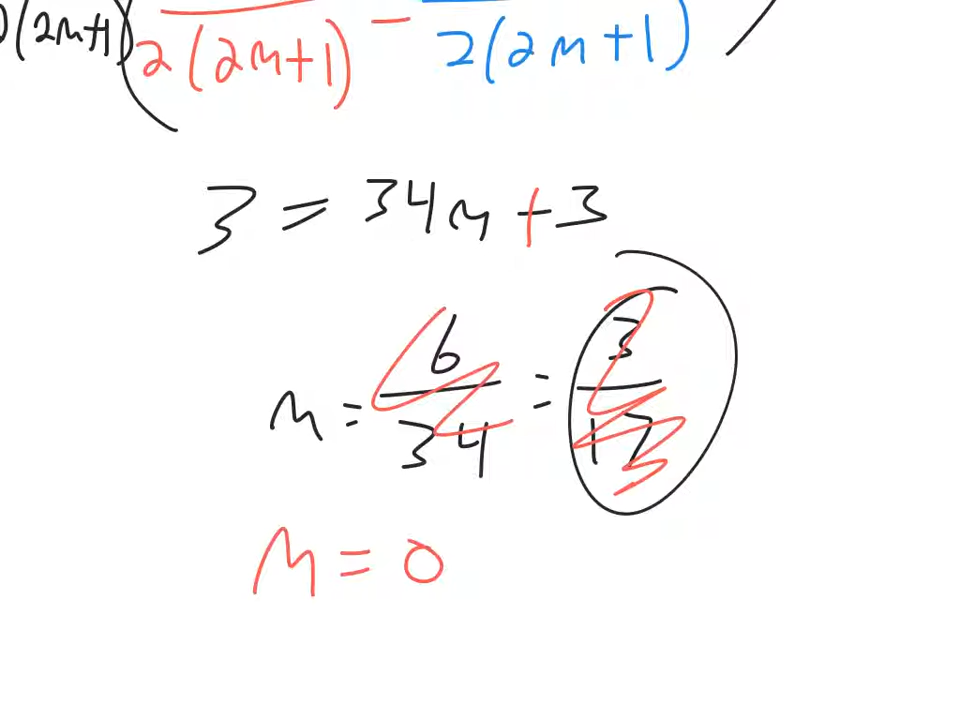 (2m+1) 2(2m+1) - 2(2m+1)
3 = 34m + 3
m = 6/34 = 3/17
m = 0